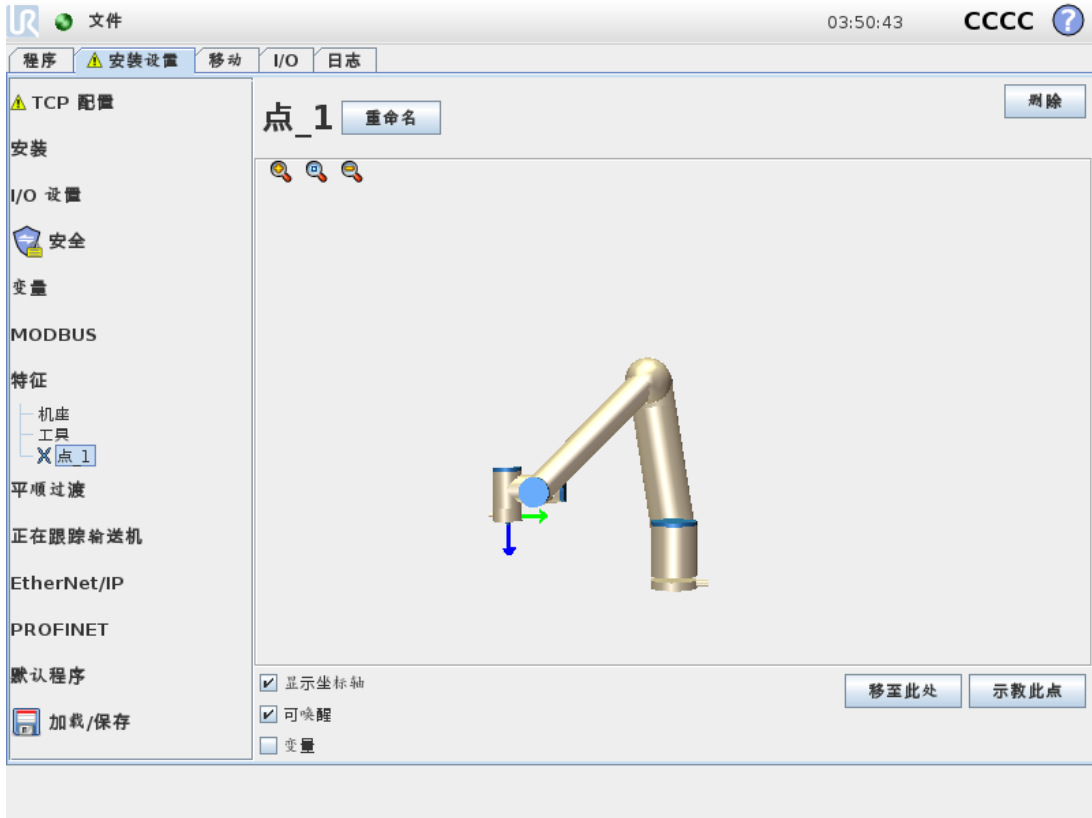 UR
文件
03:50:43
CCCC
?
程序
安装设置
移动
I/O
日志
TCP 配置
安装
I/O 设置
安全
变量
MODBUS
特征
机座
工具
点_1
平顺过渡
正在跟踪输送机
EtherNet/IP
PROFINET
默认程序
加载/保存
点_1
重命名
删除
显示坐标轴
可唤醒
变量
移至此处
示教此点